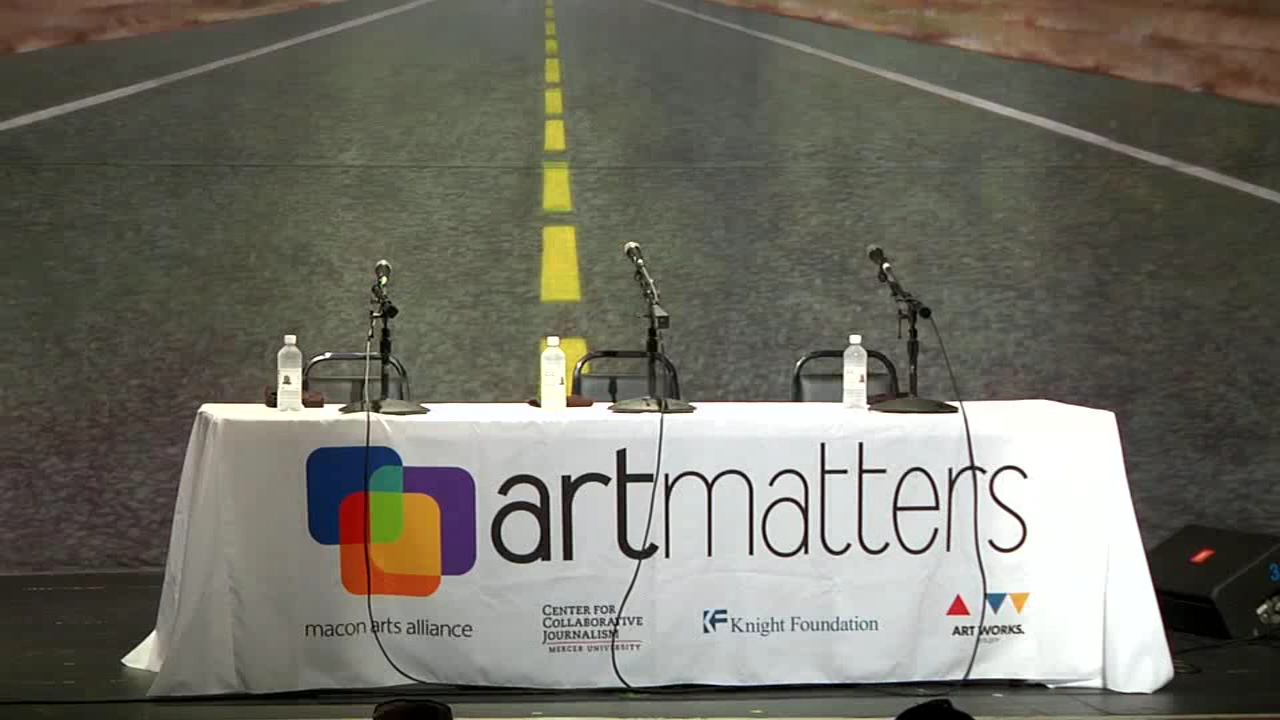 artmatters
macon arts alliance
CENTER FOR
COLLABORATIVE
JOURNALISM
MERCER UNIVERSITY
Knight Foundation
ART WORKS.